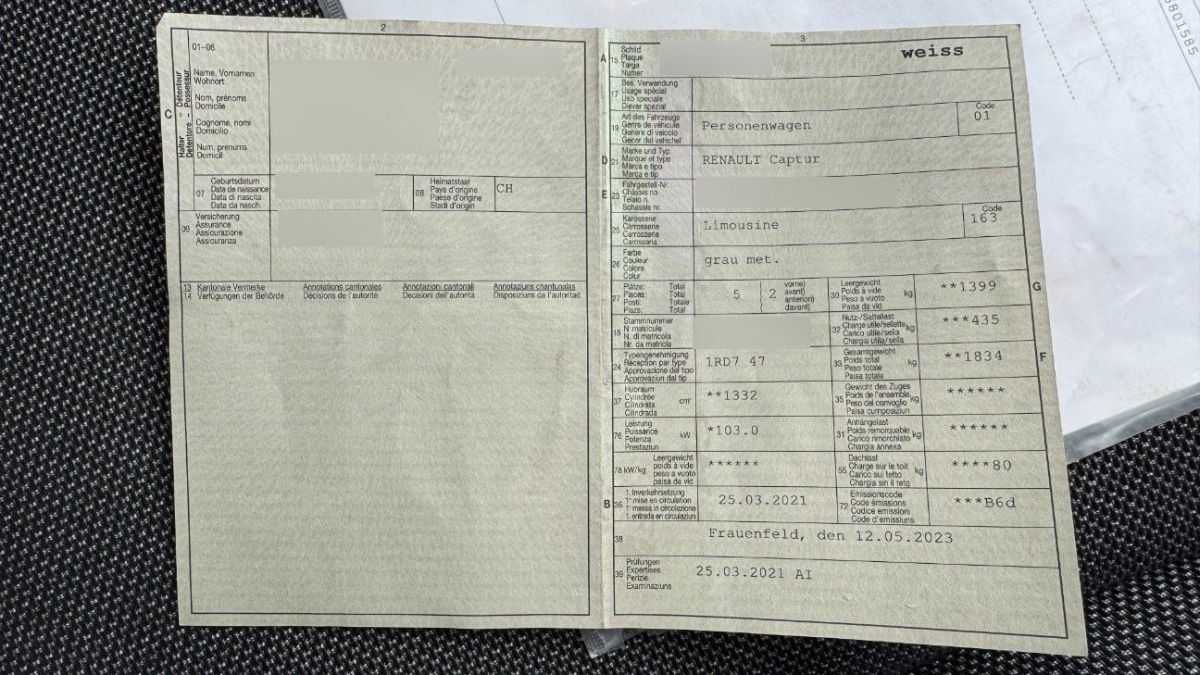 6801585
2
01-06
C
Halter - Détenteur
Detentore - Possessur
Name, Vornamen
Wohnort
Nom, prénoms
Domicile
Cognome, nomi
Domicilio
Num, prenums
Domicil
07
Geburtsdatum
Date de naissance
Data di nascita
Data da nasch.
08
Heimatstaat
Pays d'origine
Paese d'origine
Stadi d'origin
CH
09
Versicherung
Assurance
Assicurazione
Assicuranza
13 Kantonale Vermerke
14 Verfügungen der Behörde
Annotations cantonales
Décisions de l'autorité
Annotazioni cantonali
Decisioni dell'autorità
Annotaziuns chantunalas
Disposiziuns da l'autoritad
3
A
15
Schild
Plaque
Targa
Numer
weiss
17
Bes. Verwendung
Usage spécial
Uso speciale
Diever spezial
19
Art des Fahrzeugs
Genre de véhicule
Genere di veicolo
Gener dal vehichel
Personenwagen
Code
01
D
21
Marke und Typ
Marque et type
Marca e tipo
Marca e tip
RENAULT Captur
E
23
Fahrgestell-Nr.
Châssis no
Telaio n.
Schassis nr.
25
Karosserie
Carrosserie
Carrozzeria
Carossaria
Limousine
Code
163
26
Farbe
Couleur
Colore
Colur
grau met.
27
Plätze: Total
Places: Total
Posti: Totale
Plazs: Total
5
2
vorne)
avant)
anteriori)
davant)
30
Leergewicht
Poids à vide
Peso a vuoto
Paisa da vid
kg
**1399
G
18
Stammnummer
N matricule
N. di matricola
Nr. da matricla
32
Nutz-/Sattellast
Charge utile/sellette
Carico utile/sella
Chargia utila/sella
kg
***435
24
Typengenehmigung
Réception par type
Approvazione del tipo
Approvaziun dal tip
1RD7 47
33
Gesamtgewicht
Poids total
Peso totale
Paisa totala
kg
**1834
F
37
Hubraum
Cylindrée
Cilindrata
Cilindrada
cm³
**1332
35
Gewicht des Zuges
Poids de l'ensemble
Peso del convoglio
Paisa cumposiziun
kg
******
76
Leistung
Puissance
Potenza
Prestaziun
kW
*103.0
31
Anhängelast
Poids remorquable
Carico rimorchiato
Chargia annexa
kg
******
78 kW/kg
Leergewicht
poids à vide
peso a vuoto
paisa da vid
******
55
Dachlast
Charge sur le toit
Carico sul tetto
Chargia sin il tetg
kg
****80
B
36
1. Inverkehrsetzung
1re mise en circulation
1a messa in circolazione
1. entrada en circulaziun
25.03.2021
72
Emissionscode
Code émissions
Codice emissioni
Code d'emissiuns
***B6d
38
Frauenfeld, den 12.05.2023
39
Prüfungen
Expertises
Perizie
Examinaziuns
25.03.2021 AI